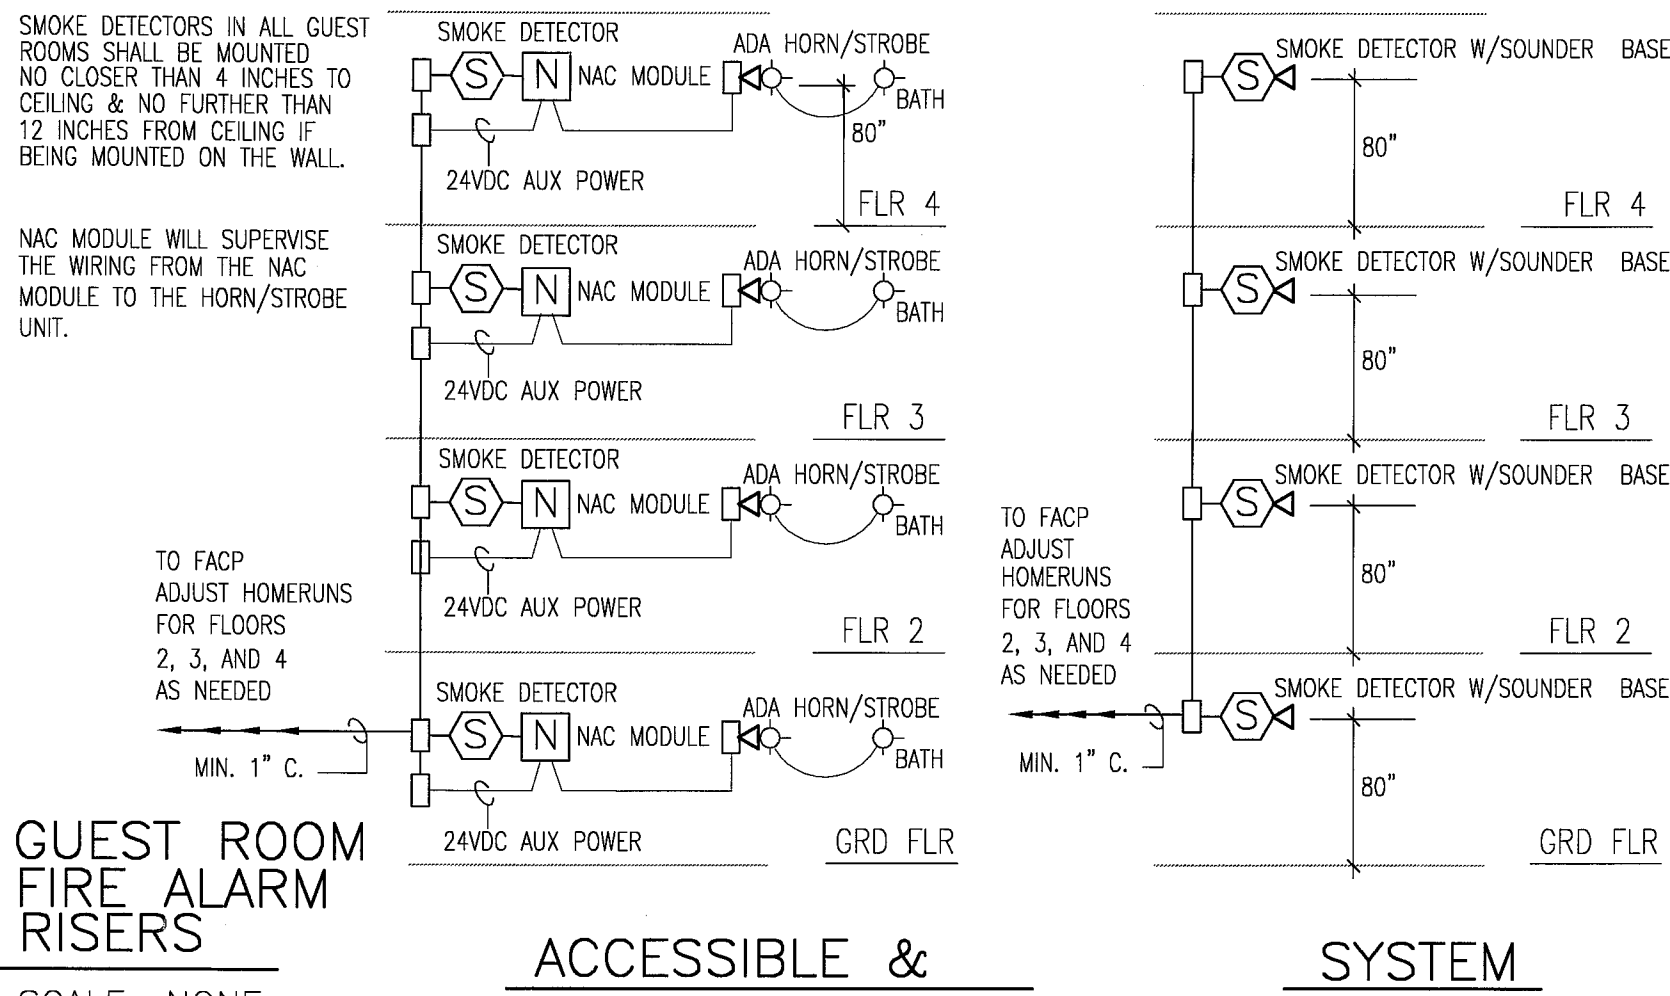 SMOKE DETECTORS IN ALL GUEST
ROOMS SHALL BE MOUNTED
NO CLOSER THAN 4 INCHES TO
CEILING & NO FURTHER THAN
12 INCHES FROM CEILING IF
BEING MOUNTED ON THE WALL.
NAC MODULE WILL SUPERVISE
THE WIRING FROM THE NAC
MODULE TO THE HORN/STROBE
UNIT.
TO FACP
ADJUST HOMERUNS
FOR FLOORS
2, 3, AND 4
AS NEEDED
MIN. 1" C.
SMOKE DETECTOR
S
N
NAC MODULE
ADA HORN/STROBE
BATH
80"
24VDC AUX POWER
FLR 4
SMOKE DETECTOR
S
N
NAC MODULE
ADA HORN/STROBE
BATH
24VDC AUX POWER
FLR 3
SMOKE DETECTOR
S
N
NAC MODULE
ADA HORN/STROBE
BATH
24VDC AUX POWER
FLR 2
SMOKE DETECTOR
S
N
NAC MODULE
ADA HORN/STROBE
BATH
24VDC AUX POWER
GRD FLR
SMOKE DETECTOR W/SOUNDER BASE
S
80"
FLR 4
SMOKE DETECTOR W/SOUNDER BASE
S
80"
FLR 3
SMOKE DETECTOR W/SOUNDER BASE
S
80"
FLR 2
TO FACP
ADJUST
HOMERUNS
FOR FLOORS
2, 3, AND 4
AS NEEDED
MIN. 1" C.
SMOKE DETECTOR W/SOUNDER BASE
S
80"
GRD FLR
GUEST ROOM
FIRE ALARM
RISERS
SCALE NONE
ACCESSIBLE &
SYSTEM